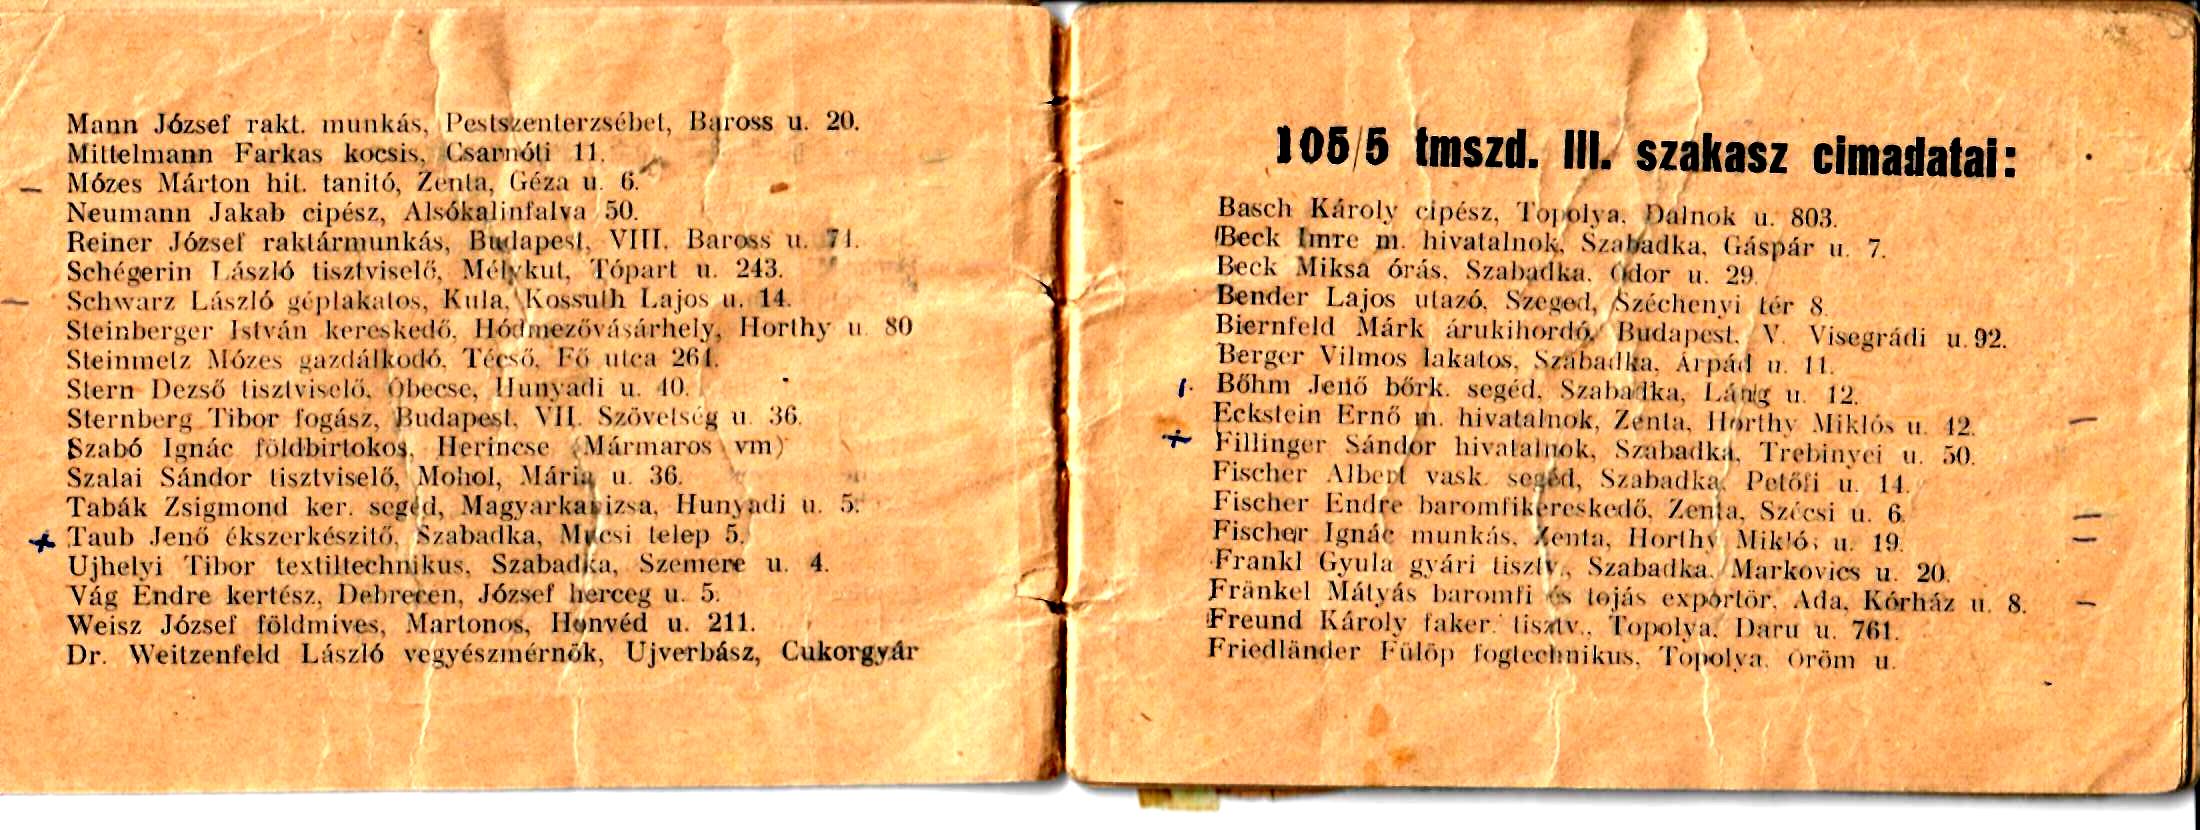 Mann József rakt. munkás, Pestszenterzsébet, Baross u. 20.
Mittelmann Farkas kocsis, Csarnóti 11.
Mózes Márton hit. tanitó, Zenta, Géza u. 6.
Neumann Jakab cipész, Alsókalinfalva 50.
Reiner József raktármunkás, Budapest, VIII. Baross u. 71.
Schégerin László tisztviselő, Mélykut, Tópart u. 243.
Schwarz László géplakatos, Kula, Kossuth Lajos u. 14.
Steinberger István kereskedő, Hódmezővásárhely, Horthy u. 80
Steinmetz Mózes gazdálkodó, Técső, Fő utca 261.
Stern Dezső tisztviselő, Óbecse, Hunyadi u. 40.
Sternberg Tibor fogász, Budapest, VII. Szövetség u. 36.
Szabó Ignác földbirtokos, Herincse (Mármaros vm)
Szalai Sándor tisztviselő, Mohol, Mária u. 36.
Tabák Zsigmond ker. segéd, Magyarkanizsa, Hunyadi u. 5.
Taub Jenő ékszerkészitő, Szabadka, Mucsi telep 5.
Ujhelyi Tibor textiltechnikus, Szabadka, Szemere u. 4.
Vág Endre kertész, Debrecen, József herceg u. 5.
Weisz József földmives, Martonos, Honvéd u. 211.
Dr. Weitzenfeld László vegyészmérnök, Ujverbász, Cukorgyár
105/5 tmszd. III. szakasz cimadatai:
Basch Károly cipész, Topolya, Dalnok u. 803.
Beck Imre m. hivatalnok, Szabadka, Gáspár u. 7.
Beck Miksa órás, Szabadka, Ódor u. 29.
Bender Lajos utazó, Szeged, Széchenyi tér 8.
Biernfeld Márk árukihordó, Budapest, V. Visegrádi u. 92.
Berger Vilmos lakatos, Szabadka, Árpád u. 11.
Bőhm Jenő bőrk. segéd, Szabadka, Lánig u. 12.
Eckstein Ernő m. hivatalnok, Zenta, Horthy Miklós u. 12.
Fillinger Sándor hivatalnok, Szabadka, Trebinyei u. 50.
Fischer Albert vask. segéd, Szabadka, Petőfi u. 14.
Fischer Endre baromfikereskedő, Zenta, Szécsi u. 6.
Fischer Ignác munkás, Zenta, Horthy Miklós u. 19.
Frankl Gyula gyári tisztv., Szabadka, Markovics u. 20.
Fränkel Mátyás baromfi és tojás exportör, Ada, Kórház u. 8.
Freund Károly faker. tisztv., Topolya, Daru u. 761.
Friedländer Fülöp fogtechnikus, Topolya, Öröm u.